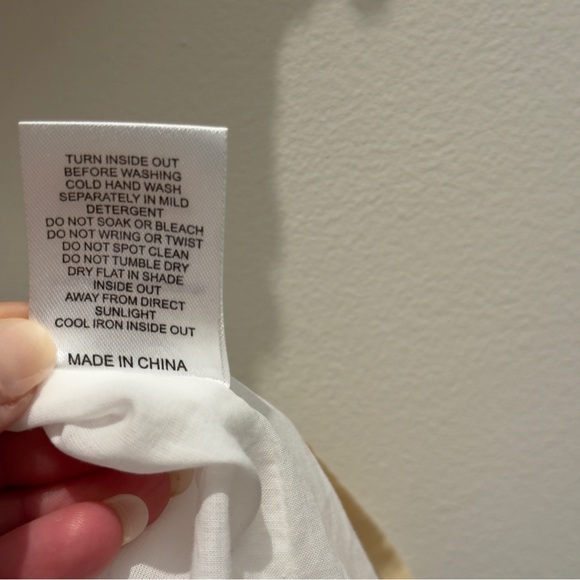 TURN INSIDE OUT
BEFORE WASHING
COLD HAND WASH
SEPARATELY IN MILD
DETERGENT
DO NOT SOAK OR BLEACH
DO NOT WRING OR TWIST
DO NOT SPOT CLEAN
DO NOT TUMBLE DRY
DRY FLAT IN SHADE
INSIDE OUT
AWAY FROM DIRECT
SUNLIGHT
COOL IRON INSIDE OUT
MADE IN CHINA